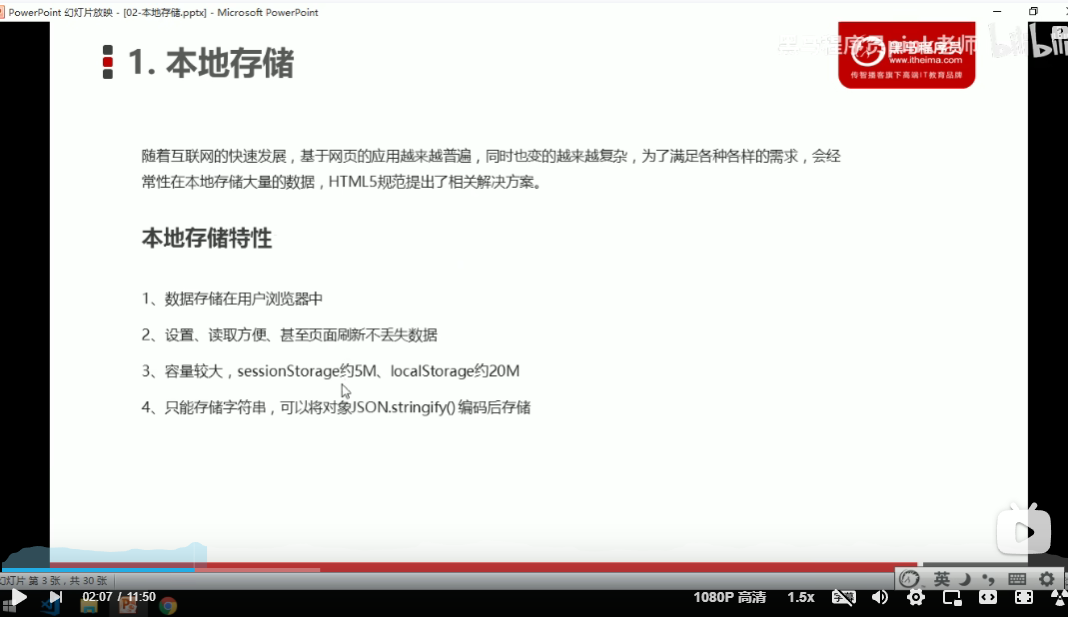 PowerPoint 幻灯片放映 - [02-本地存储.pptx] - Microsoft PowerPoint
1. 本地存储
www.itheima.com
传智播客旗下高端IT教育品牌
随着互联网的快速发展，基于网页的应用越来越普遍，同时也变的越来越复杂，为了满足各种各样的需求，会经
常性在本地存储大量的数据，HTML5规范提出了相关解决方案。
本地存储特性
1、数据存储在用户浏览器中
2、设置、读取方便、甚至页面刷新不丢失数据
3、容量较大，sessionStorage约5M、localStorage约20M
4、只能存储字符串，可以将对象JSON.stringify() 编码后存储
幻灯片 第 3 张，共 30 张
英
02:07 / 11:50
1080P 高清
1.5x